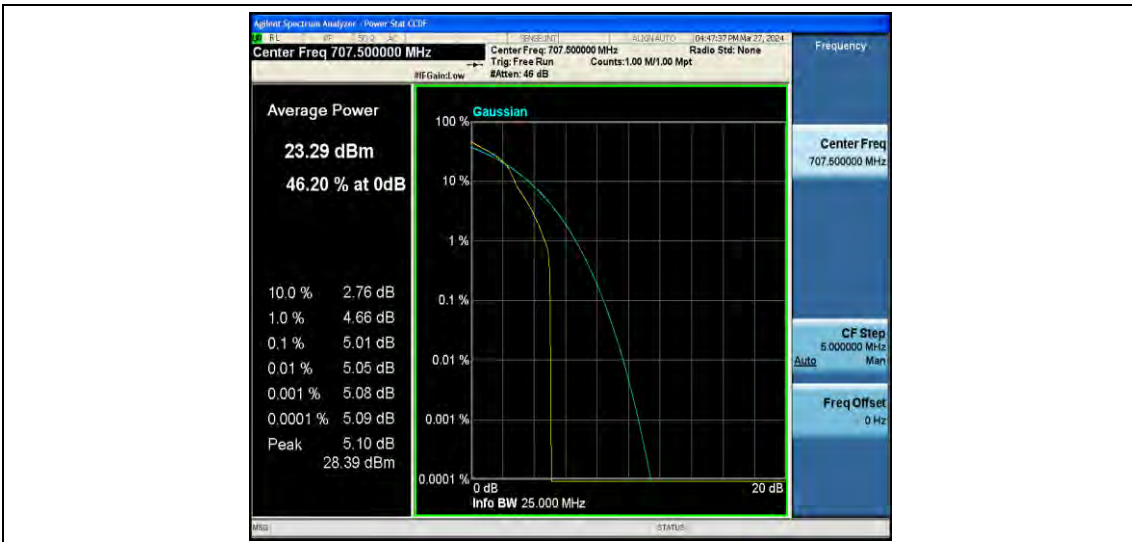 Agilent Spectrum Analyzer - Power Stat CCDF
RL RF 50 Ω AC SENSE:INT ALIGN AUTO 04:47:37 PM Mar 27, 2024
Center Freq 707.500000 MHz
Center Freq: 707.500000 MHz Radio Std: None
Trig: Free Run Counts:1.00 M/1.00 Mpt
#IFGain:Low #Atten: 46 dB
Frequency
Average Power
23.29 dBm
46.20 % at 0dB
10.0 % 2.76 dB
1.0 % 4.66 dB
0.1 % 5.01 dB
0.01 % 5.05 dB
0.001 % 5.08 dB
0.0001 % 5.09 dB
Peak 5.10 dB
28.39 dBm
Gaussian
100 %
10 %
1 %
0.1 %
0.01 %
0.001 %
0.0001 %
0 dB 20 dB
Info BW 25.000 MHz
Center Freq
707.500000 MHz
CF Step
5.000000 MHz
Auto Man
Freq Offset
0 Hz
MSG STATUS